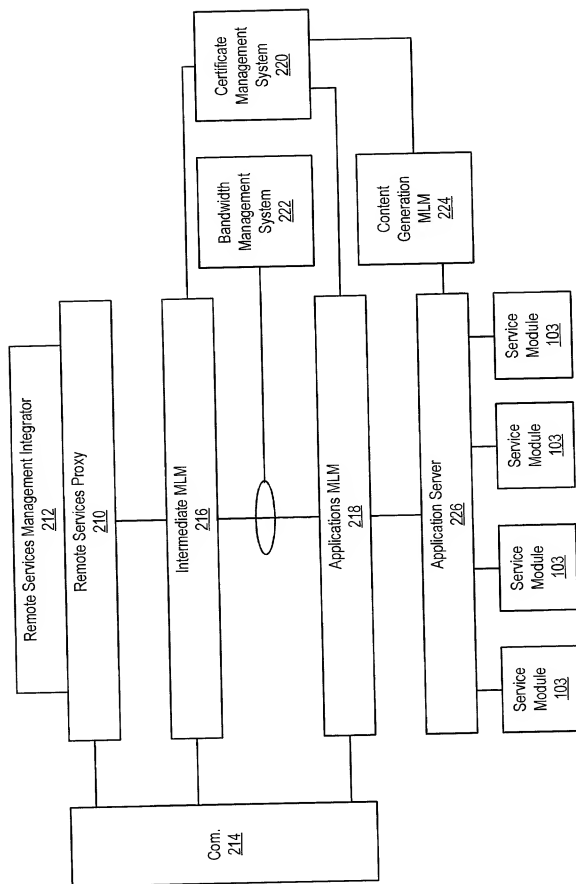 Remote Services Management Integrator
212
Remote Services Proxy
210
Com.
214
Intermediate MLM
216
Certificate
Management
System
220
Bandwidth
Management
System
222
Applications MLM
218
Content
Generation
MLM
224
Application Server
226
Service
Module
103
Service
Module
103
Service
Module
103
Service
Module
103